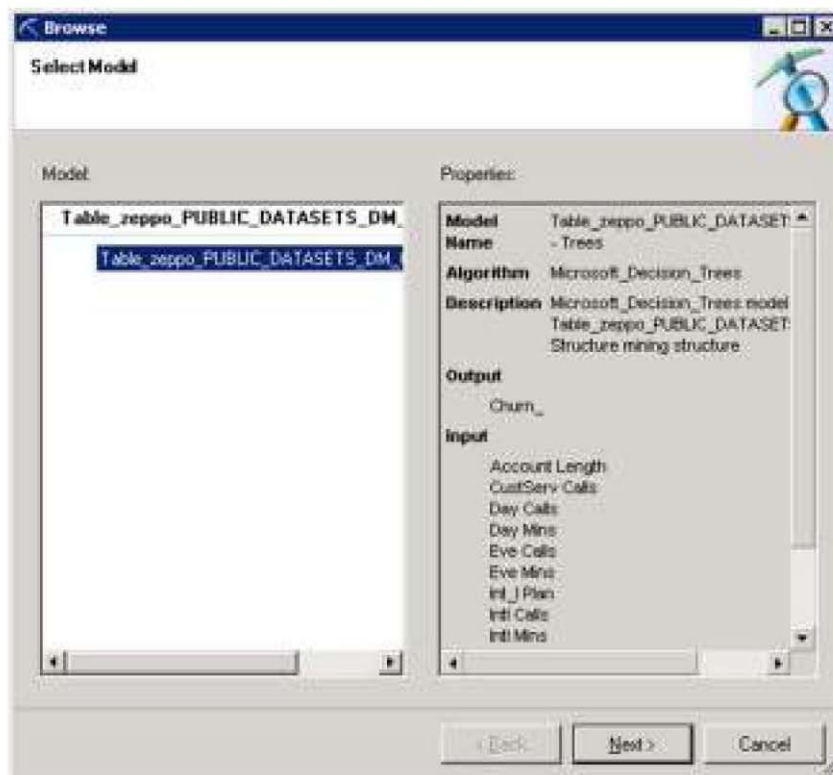 Browse
Select Model
Model:
Properties:
Table_zeppo_PUBLIC_DATASETS_DM_
Table_zeppo_PUBLIC_DATASETS_DM_
Model Name Table_zeppo_PUBLIC_DATASET - Trees
Algorithm Microsoft_Decision_Trees
Description Microsoft_Decision_Trees model
Table_zeppo_PUBLIC_DATASET
Structure mining structure
Output
Churn_
Input
Account Length
CustServ Calls
Day Calls
Day Mins
Eve Calls
Eve Mins
Int_l Plan
Intl Calls
Intl Mins
< Back
Next >
Cancel